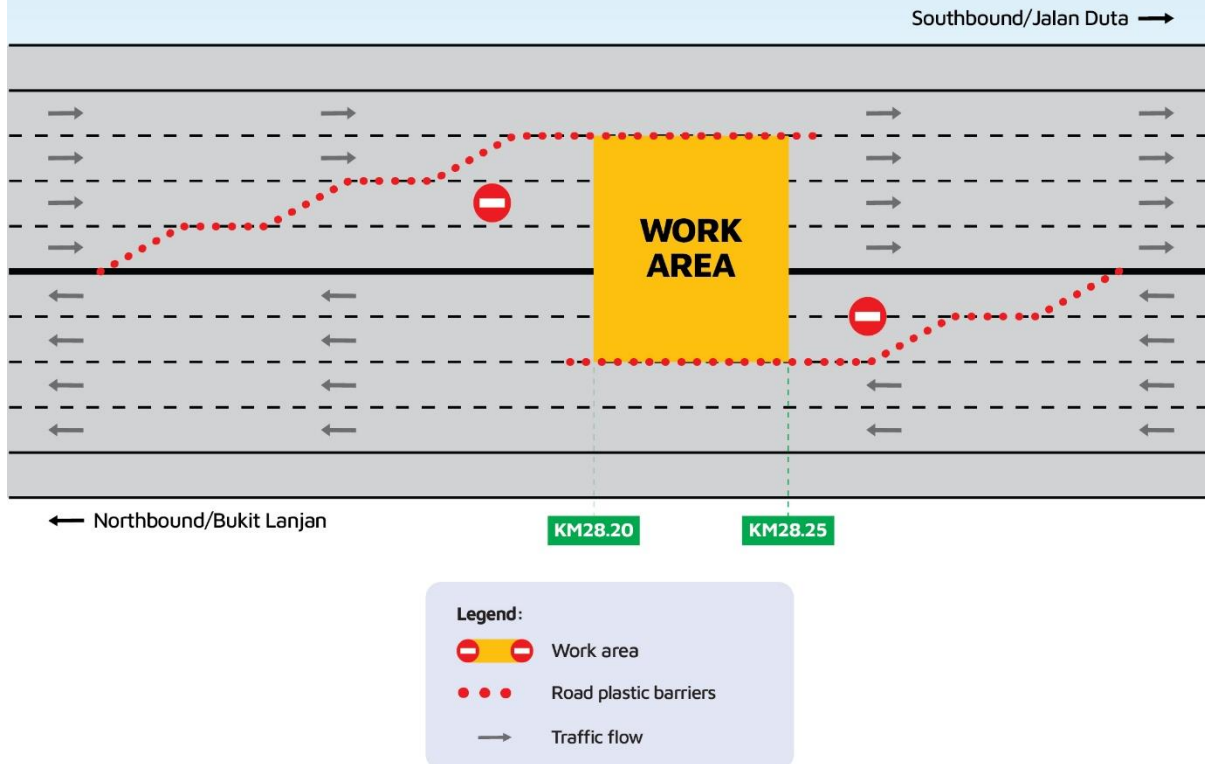 Southbound/Jalan Duta
WORK
AREA
Northbound/Bukit Lanjan
KM28.20
KM28.25
Legend:
Work area
Road plastic barriers
Traffic flow